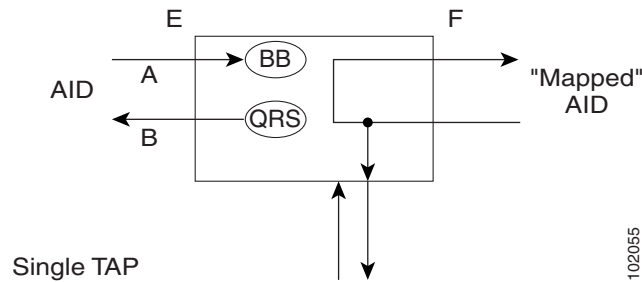 E
F
A
BB
AID
"Mapped"
AID
QRS
B
Single TAP
102055